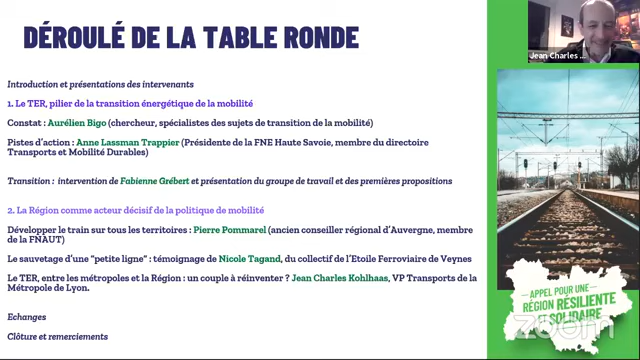 DÉROULÉ DE LA TABLE RONDE
Jean Charles ...
Introduction et présentations des intervenants
1. Le TER, pilier de la transition énergétique de la mobilité
Constat : Aurélien Bigo (chercheur, spécialistes des sujets de transition de la mobilité)
Pistes d'action : Anne Lassman Trappier (Présidente de la FNE Haute Savoie, membre du directoire
Transports et Mobilité Durables)
Transition : intervention de Fabienne Grébert et présentation du groupe de travail et des premières propositions
2. La Région comme acteur décisif de la politique de mobilité
Développer le train sur tous les territoires : Pierre Pommarel (ancien conseiller régional d'Auvergne, membre
de la FNAUT)
Le sauvetage d'une "petite ligne" : témoignage de Nicole Tagand, du collectif de l'Etoile Ferroviaire de Veynes
Le TER, entre les métropoles et la Région : un couple à réinventer ? Jean Charles Kohlhaas, VP Transports de la
Métropole de Lyon.
Echanges
Clôture et remerciements
APPEL POUR UNE
RÉGION RÉSILIENTE
ET SOLIDAIRE
zoom